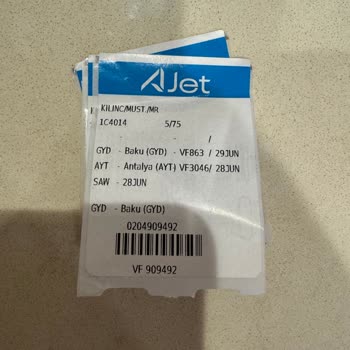 AJet
KILINC/MUST./MR
1C4014 5/75
- - /
GYD - Baku (GYD) - VF863 / 29JUN
AYT - Antalya (AYT) VF3046/ 28JUN
SAW - 28JUN
GYD - Baku (GYD)
0204909492
VF 909492